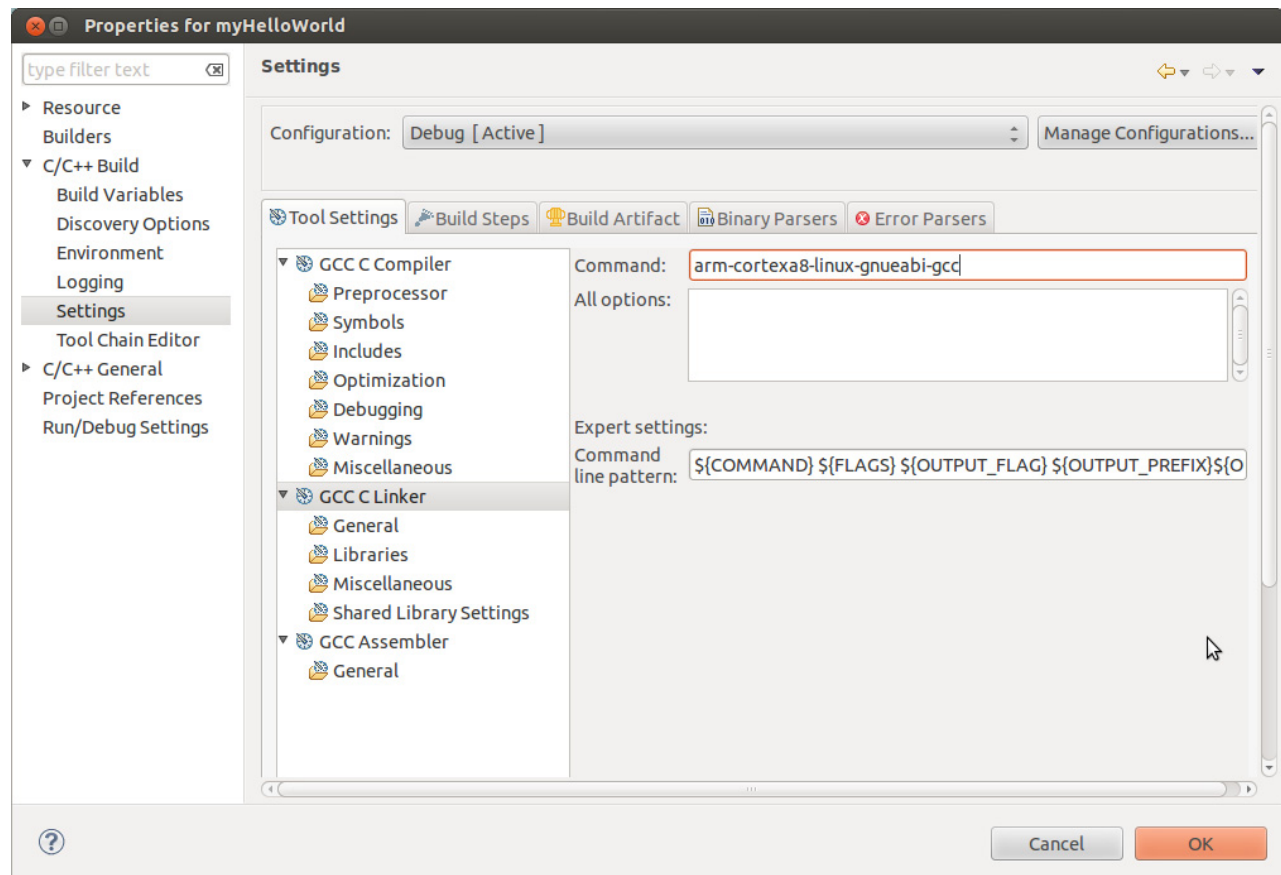 Properties for myHelloWorld
type filter text
Resource
Builders
C/C++ Build
Build Variables
Discovery Options
Environment
Logging
Settings
Tool Chain Editor
C/C++ General
Project References
Run/Debug Settings
Settings
Configuration: Debug [ Active ] Manage Configurations...
Tool Settings Build Steps Build Artifact Binary Parsers Error Parsers
GCC C Compiler
Preprocessor
Symbols
Includes
Optimization
Debugging
Warnings
Miscellaneous
GCC C Linker
General
Libraries
Miscellaneous
Shared Library Settings
GCC Assembler
General
Command: arm-cortexa8-linux-gnueabi-gcc
All options:
Expert settings:
Command
line pattern: ${COMMAND} ${FLAGS} ${OUTPUT_FLAG} ${OUTPUT_PREFIX}${O
Cancel OK